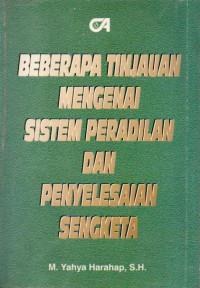 BEBERAPA TINJAUAN
MENGENAI
SISTEM PERADILAN
DAN
PENYELESAIAN
SENGKETA
M. Yahya Harahap, S.H.